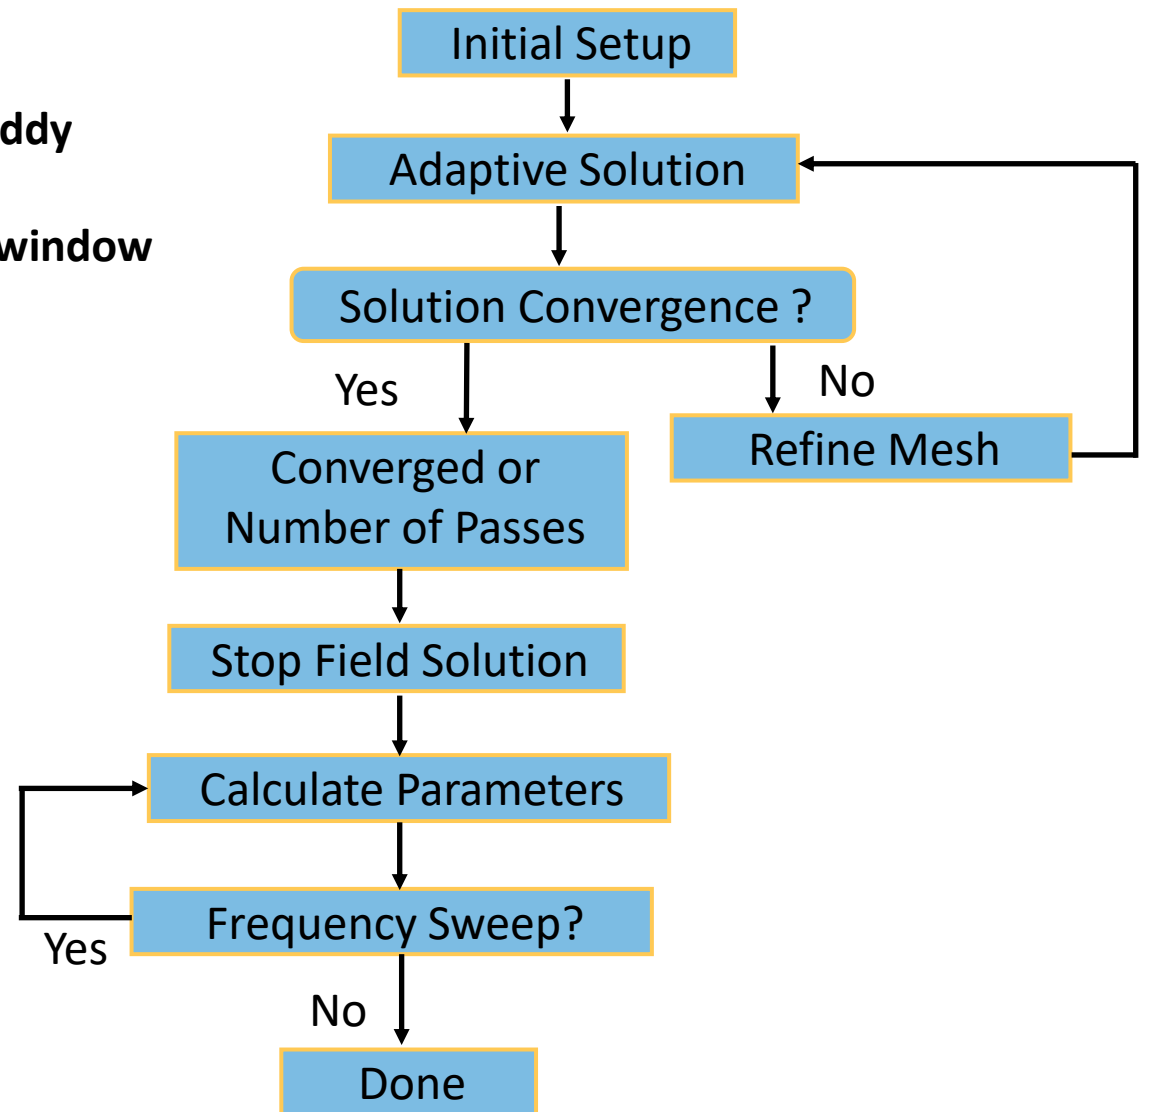 Initial Setup
ddy
Adaptive Solution
window
Solution Convergence ?
Yes
No
Converged or
Number of Passes
Refine Mesh
Stop Field Solution
Calculate Parameters
Frequency Sweep?
Yes
No
Done